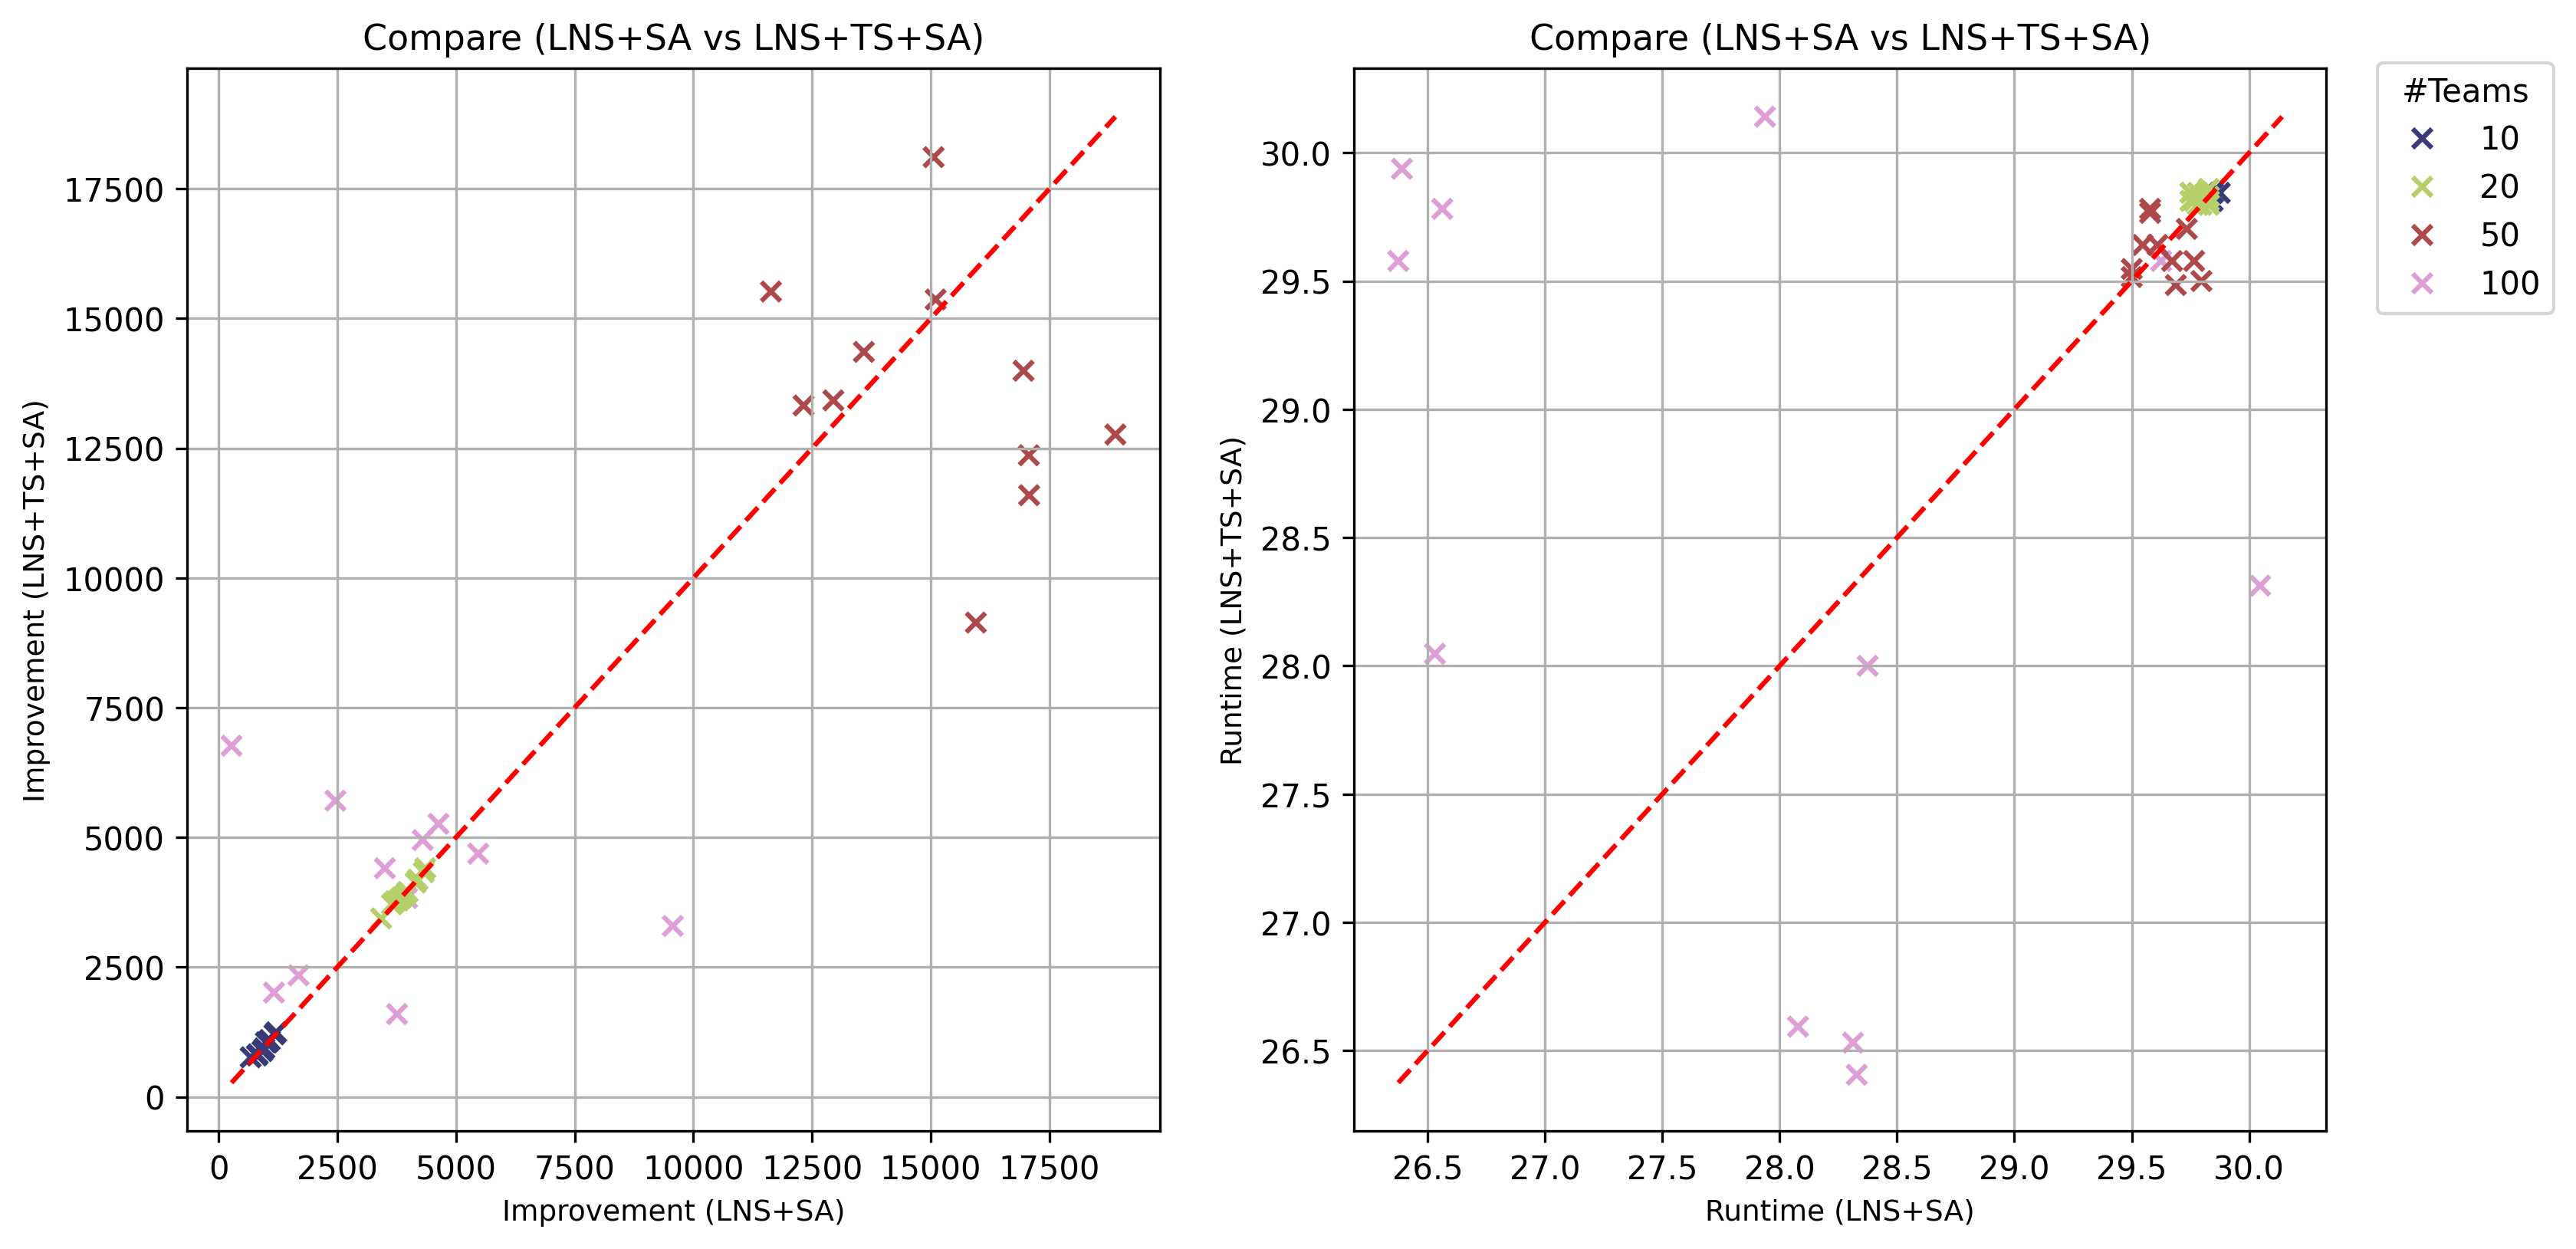 Compare (LNS+SA vs LNS+TS+SA)
Improvement (LNS+TS+SA)
17500
15000
12500
10000
7500
5000
2500
0
0 2500 5000 7500 10000 12500 15000 17500
Improvement (LNS+SA)
Compare (LNS+SA vs LNS+TS+SA)
Runtime (LNS+TS+SA)
30.0
29.5
29.0
28.5
28.0
27.5
27.0
26.5
26.5 27.0 27.5 28.0 28.5 29.0 29.5 30.0
Runtime (LNS+SA)
#Teams
10
20
50
100